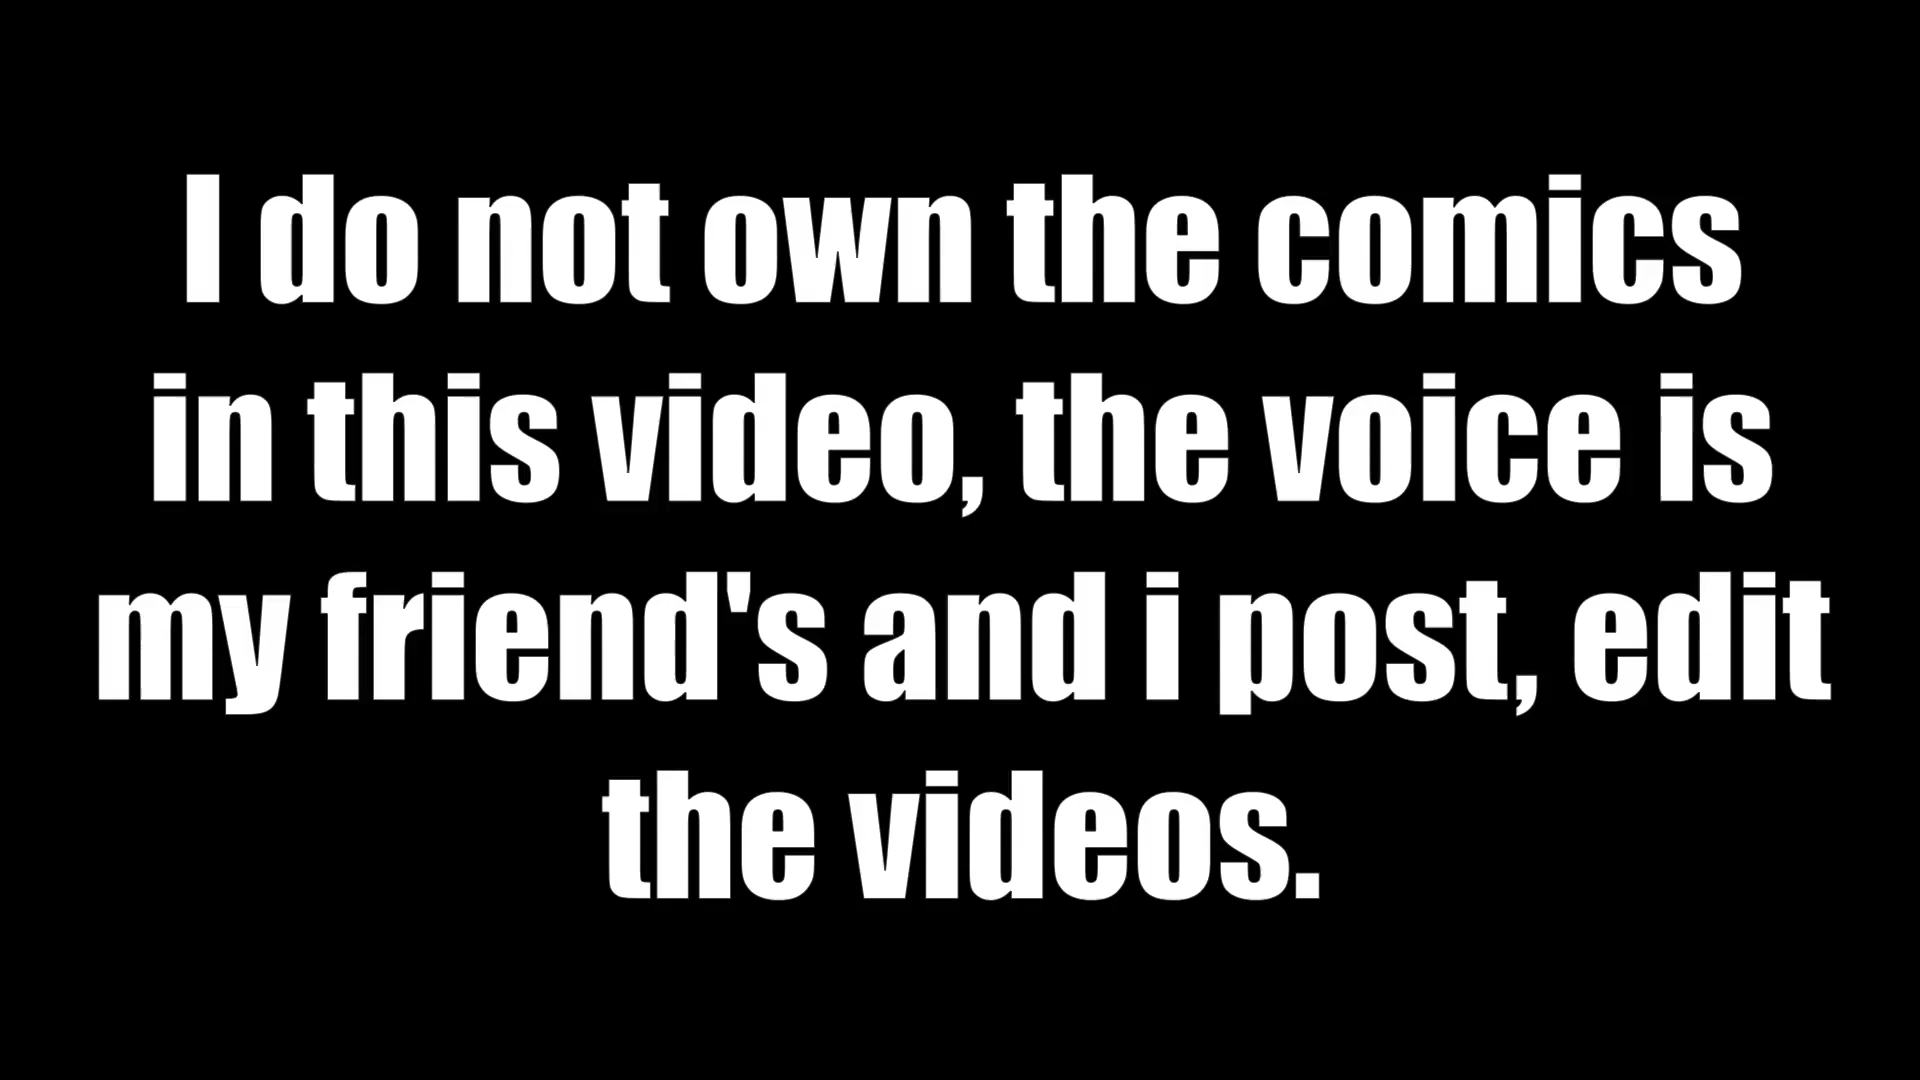 I do not own the comics
in this video, the voice is
my friend's and i post, edit
the videos.